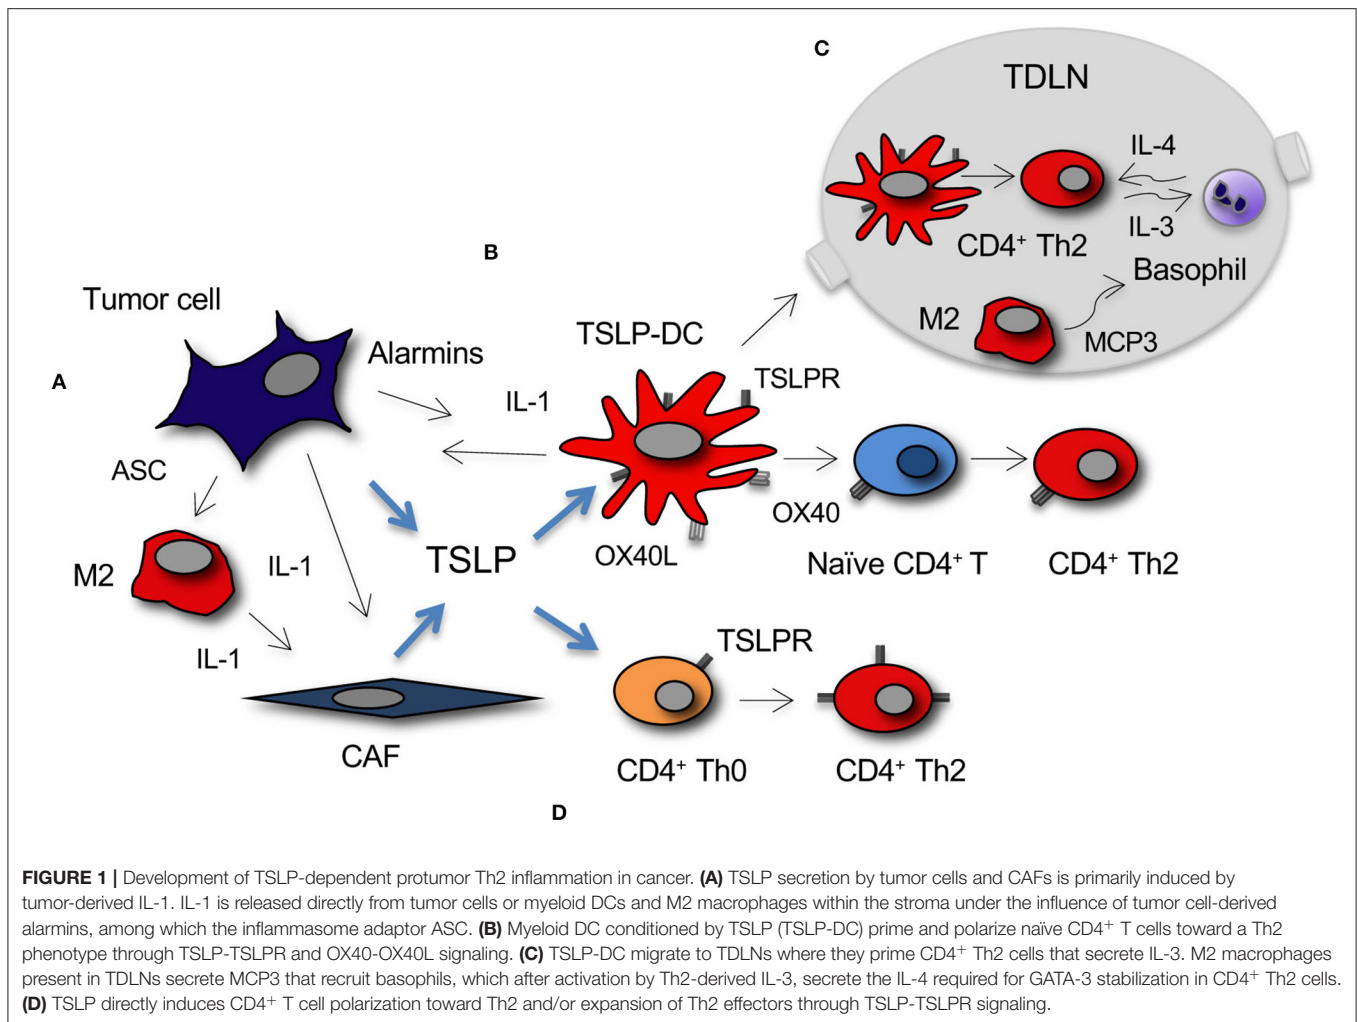 C
TDLN
IL-4
IL-3
CD4⁺ Th2
Basophil
M2
MCP3
B
Tumor cell
Alarmins
A
IL-1
TSLP-DC
TSLPR
ASC
OX40
OX40L
Naïve CD4⁺ T
CD4⁺ Th2
TSLP
M2
IL-1
IL-1
CAF
TSLPR
CD4⁺ Th0
CD4⁺ Th2
D
FIGURE 1 | Development of TSLP-dependent protumor Th2 inflammation in cancer. (A) TSLP secretion by tumor cells and CAFs is primarily induced by
tumor-derived IL-1. IL-1 is released directly from tumor cells or myeloid DCs and M2 macrophages within the stroma under the influence of tumor cell-derived
alarmins, among which the inflammasome adaptor ASC. (B) Myeloid DC conditioned by TSLP (TSLP-DC) prime and polarize naïve CD4⁺ T cells toward a Th2
phenotype through TSLP-TSLPR and OX40-OX40L signaling. (C) TSLP-DC migrate to TDLNs where they prime CD4⁺ Th2 cells that secrete IL-3. M2 macrophages
present in TDLNs secrete MCP3 that recruit basophils, which after activation by Th2-derived IL-3, secrete the IL-4 required for GATA-3 stabilization in CD4⁺ Th2 cells.
(D) TSLP directly induces CD4⁺ T cell polarization toward Th2 and/or expansion of Th2 effectors through TSLP-TSLPR signaling.